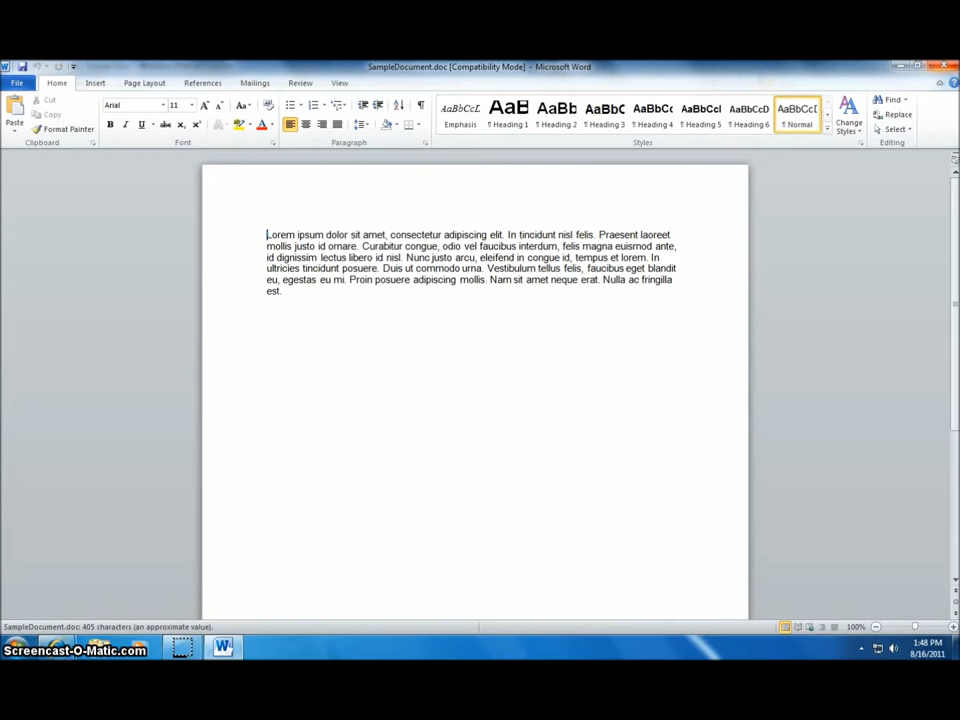 SampleDocument.doc [Compatibility Mode] - Microsoft Word
File Home Insert Page Layout References Mailings Review View
Paste
Cut
Copy
Format Painter
Clipboard
Arial 11
Font
Paragraph
AaBbCcI AaB AaBb AaBbC AaBbCc AaBbCcI AaBbCcD AaBbCcI
Emphasis Heading 1 Heading 2 Heading 3 Heading 4 Heading 5 Heading 6 Normal
Change
Styles
Styles
Find
Replace
Select
Editing
Lorem ipsum dolor sit amet, consectetur adipiscing elit. In tincidunt nisl felis. Praesent laoreet
mollis justo id ornare. Curabitur congue, odio vel faucibus interdum, felis magna euismod ante,
id dignissim lectus libero id nisl. Nunc justo arcu, eleifend in congue id, tempus et lorem. In
ultricies tincidunt posuere. Duis ut commodo urna. Vestibulum tellus felis, faucibus eget blandit
eu, egestas eu mi. Proin posuere adipiscing mollis. Nam sit amet neque erat. Nulla ac fringilla
est.
SampleDocument.doc: 405 characters (an approximate value).
100%
Screencast-O-Matic.com
1:48 PM
8/16/2011